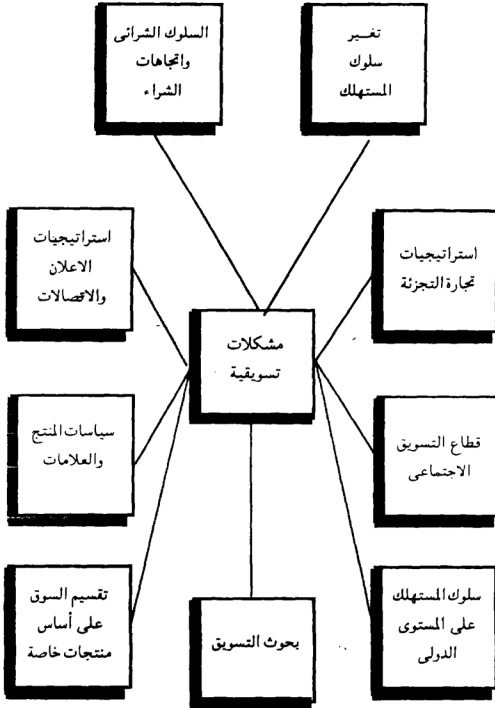 تغـير
سلوك
المستهلك
السلوك الشرائى
واتجاهات
الشراء
استراتيجيات
تجارة التجزئة
استراتيجيات
الاعلان
والاتصالات
مشكلات
تسويقية
قطاع التسويق
الاجتماعى
سياسات المنتج
والعلامات
سلوك المستهلك
على المستوى
الدولى
بحوث التسويق
تقسيم السوق
على أساس
منتجات خاصة